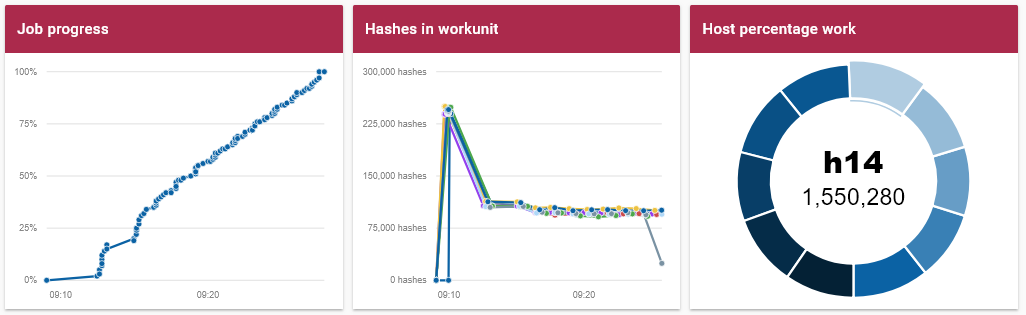 Job progress
100%
75%
50%
25%
0%
09:10 09:20
Hashes in workunit
300,000 hashes
225,000 hashes
150,000 hashes
75,000 hashes
0 hashes
09:10 09:20
Host percentage work
h14
1,550,280